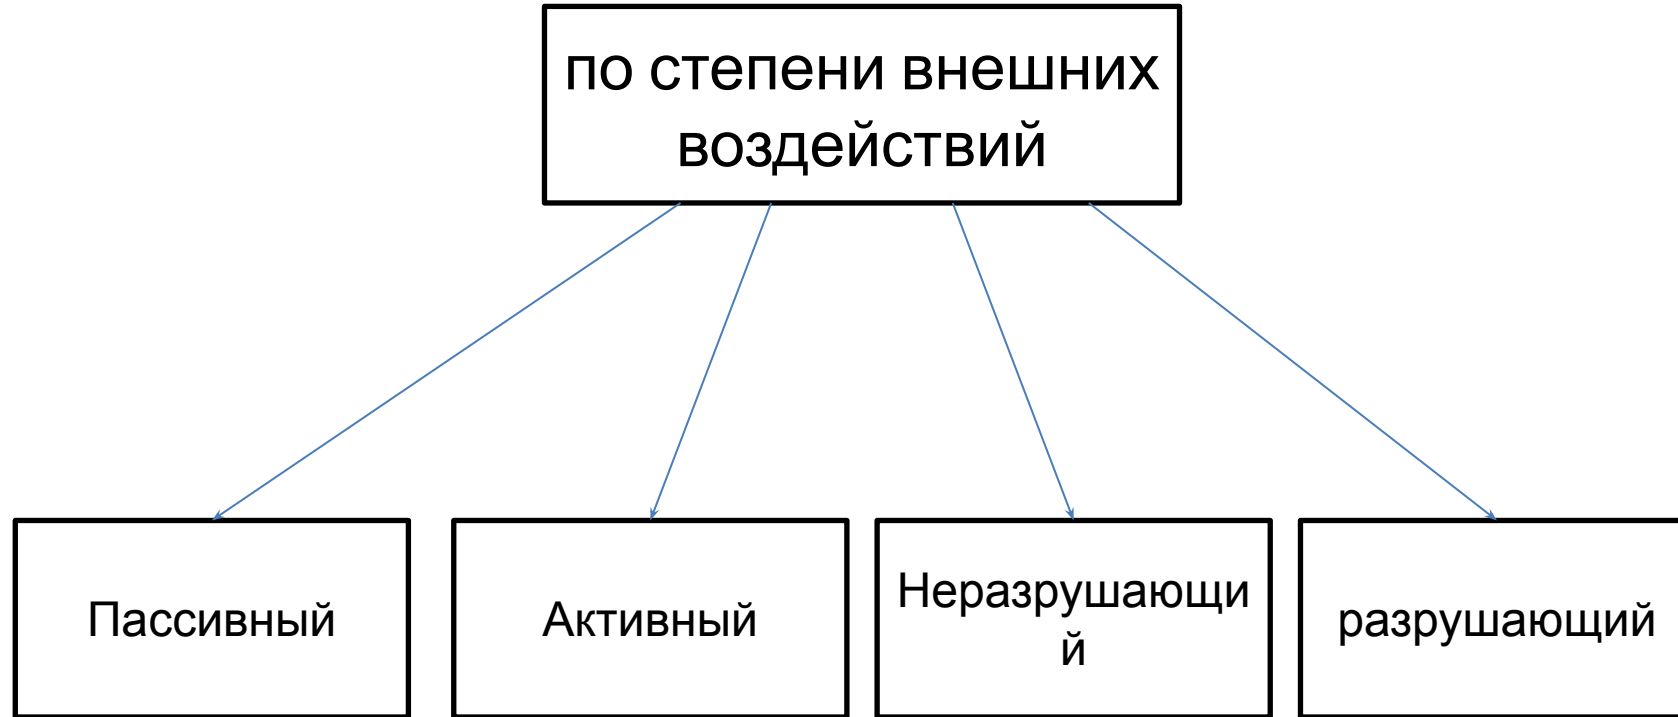 по степени внешних
воздействий
Пассивный
Активный
Неразрушающи
й
разрушающий